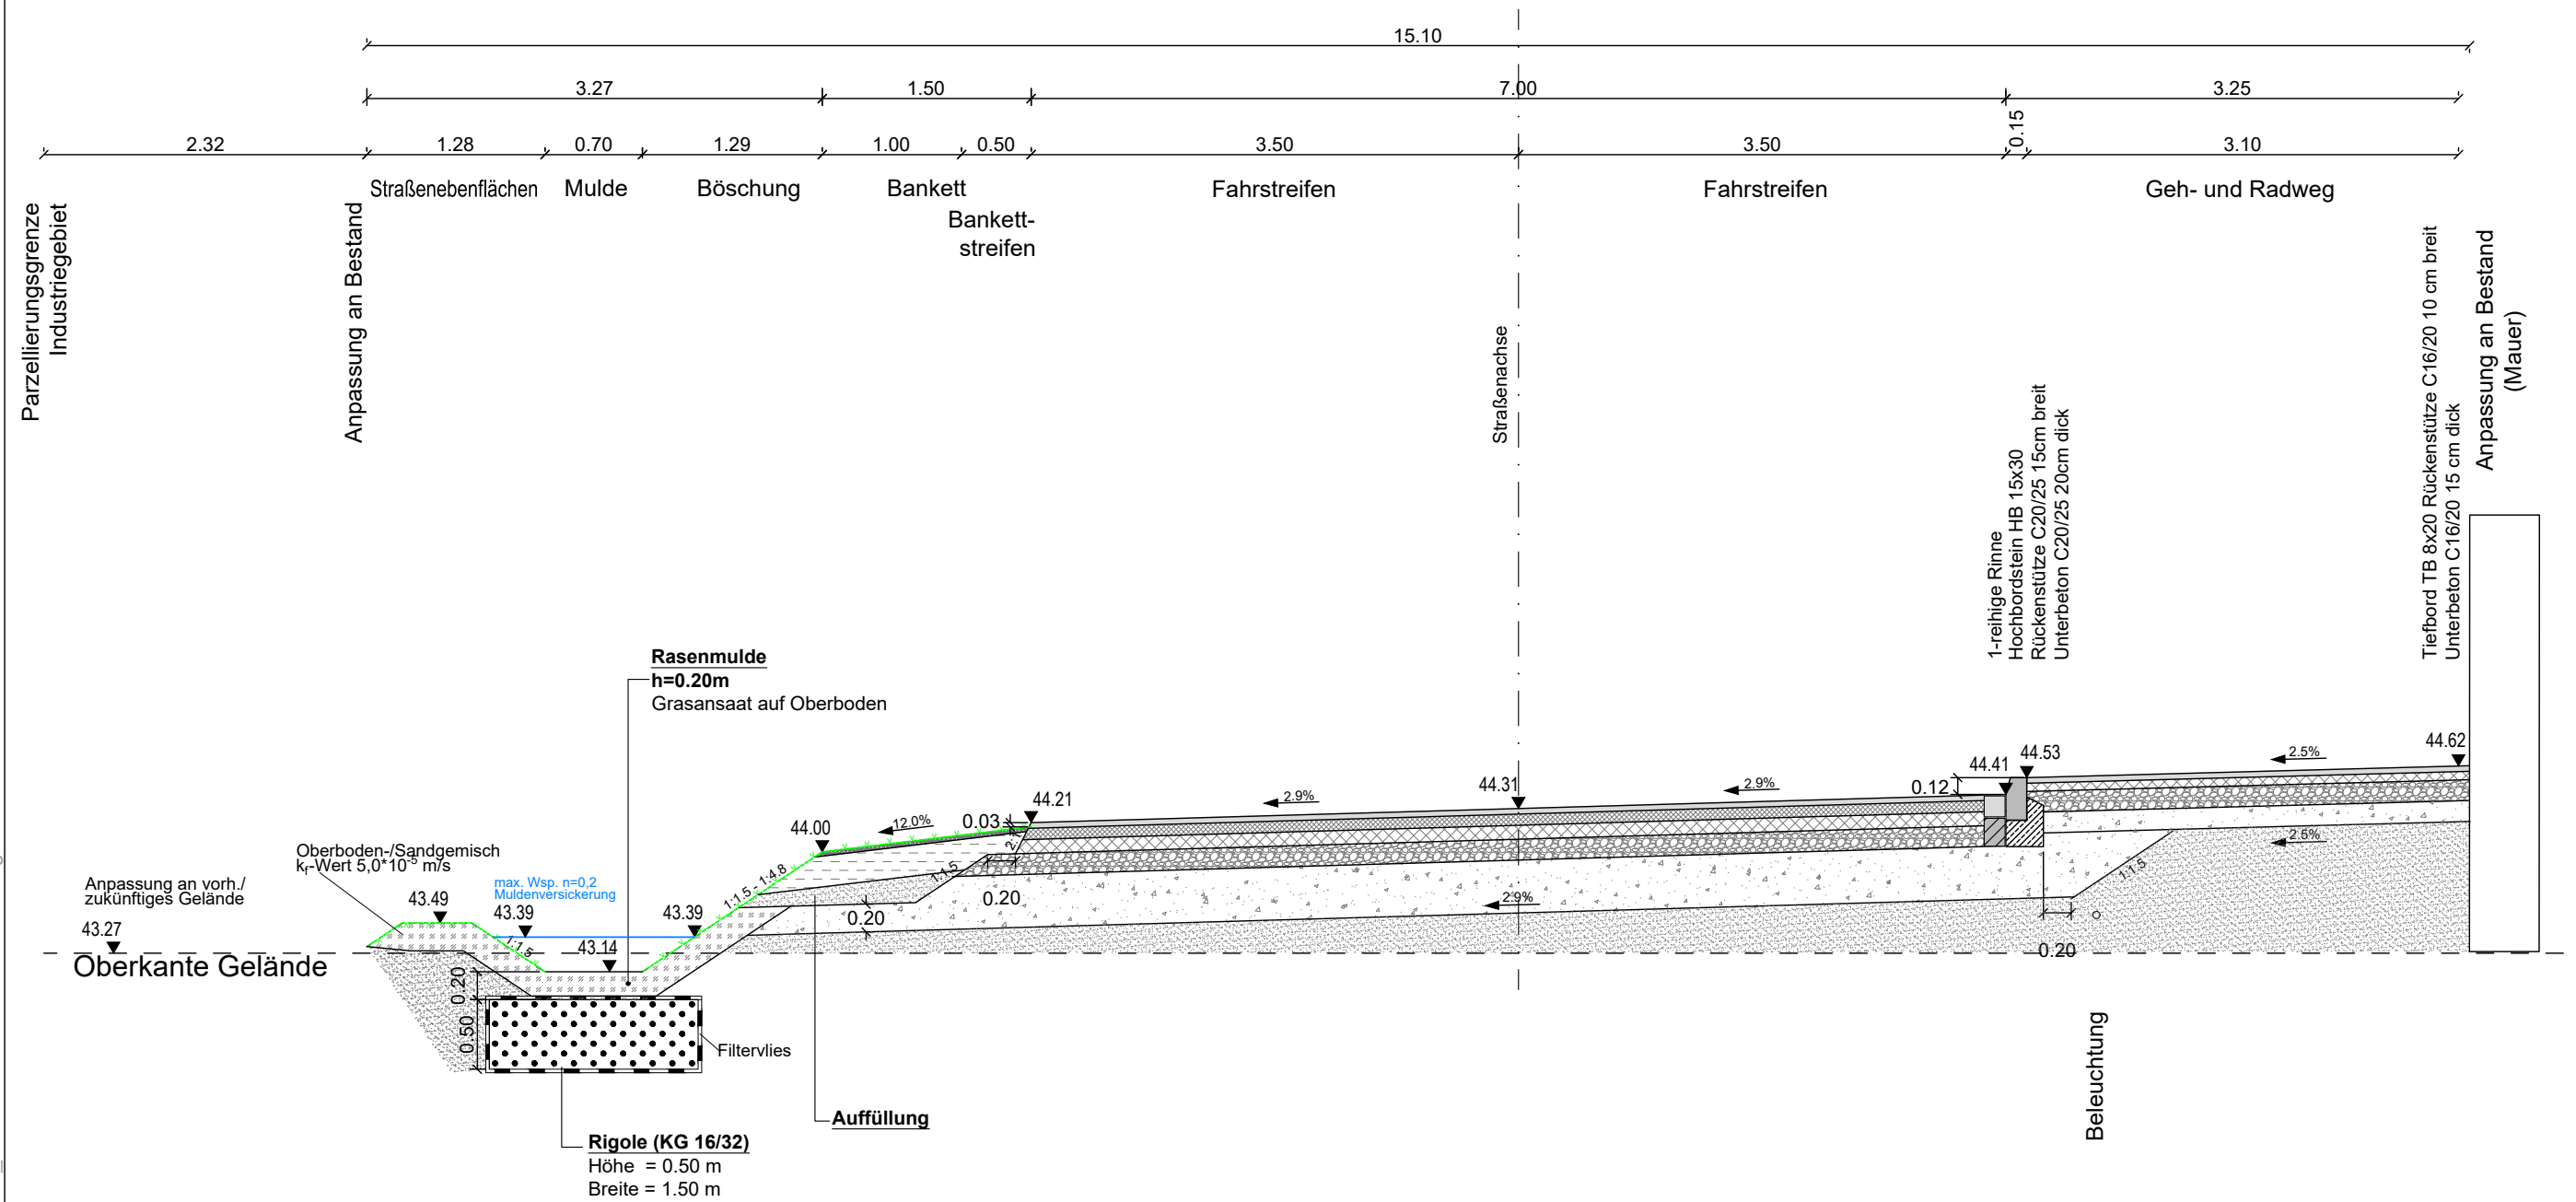 15.10
3.27
1.50
7.00
3.25
2.32
1.28
0.70
1.29
1.00
0.50
3.50
3.50
0.15
3.10
Straßenebenflächen
Mulde
Böschung
Bankett
Bankett-
streifen
Fahrstreifen
Fahrstreifen
Geh- und Radweg
Parzellierungsgrenze
Industriegebiet
Anpassung an Bestand
Straßenachse
1-reihige Rinne
Hochbordstein HB 15x30
Rückenstütze C20/25 15cm breit
Unterbeton C20/25 20cm dick
Tiefbord TB 8x20 Rückenstütze C16/20 10 cm breit
Unterbeton C16/20 15 cm dick
Anpassung an Bestand
(Mauer)
Rasenmulde
h=0.20m
Grasansaat auf Oberboden
44.62
2.5%
44.53
44.41
0.12
44.31
2.9%
2.9%
44.21
0.03
12.0%
44.00
2:1
1:1.5
1:1.5 - 1:4.8
0.20
0.20
2.9%
2.5%
1:1.5
0.20
Oberboden-/Sandgemisch
kf-Wert 5,0*10-5 m/s
Anpassung an vorh./
zukünftiges Gelände
43.27
43.49
max. Wsp. n=0,2
Muldenversickerung
43.39
43.39
1:1.5
43.14
Oberkante Gelände
0.20
0.50
Filtervlies
Auffüllung
Rigole (KG 16/32)
Höhe = 0.50 m
Breite = 1.50 m
Beleuchtung